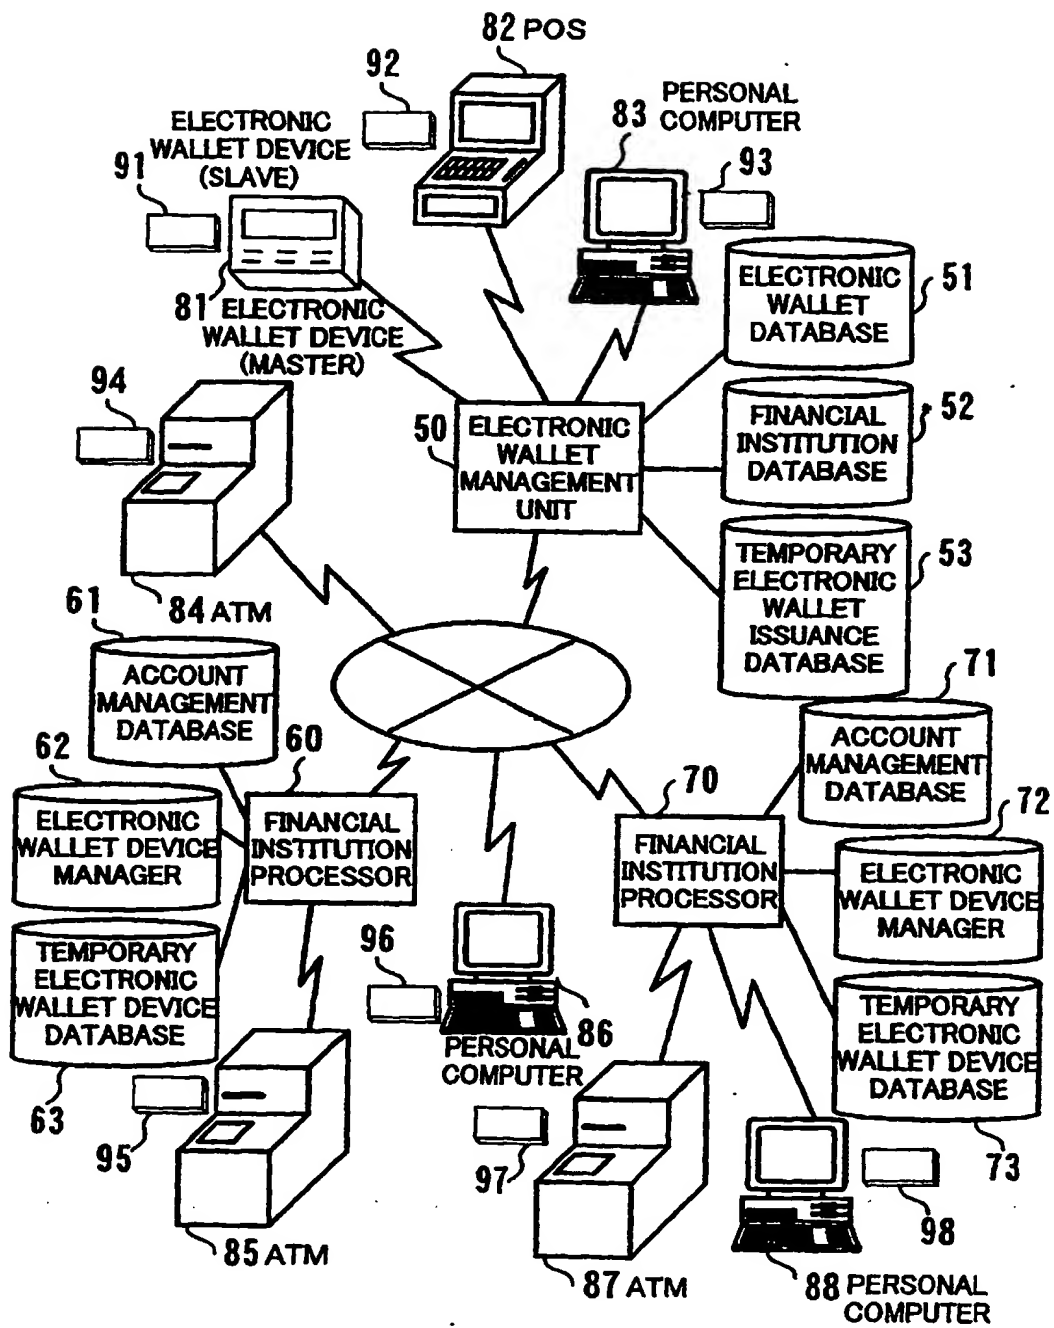 82 POS
92
PERSONAL
COMPUTER
83
93
ELECTRONIC
WALLET DEVICE
(SLAVE)
91
81 ELECTRONIC
WALLET DEVICE
(MASTER)
ELECTRONIC
WALLET
DATABASE
51
94
50
ELECTRONIC
WALLET
MANAGEMENT
UNIT
FINANCIAL
INSTITUTION
DATABASE
52
TEMPORARY
ELECTRONIC
WALLET
ISSUANCE
DATABASE
53
84 ATM
61
ACCOUNT
MANAGEMENT
DATABASE
71
ACCOUNT
MANAGEMENT
DATABASE
62
ELECTRONIC
WALLET DEVICE
MANAGER
60
FINANCIAL
INSTITUTION
PROCESSOR
70
FINANCIAL
INSTITUTION
PROCESSOR
72
ELECTRONIC
WALLET DEVICE
MANAGER
TEMPORARY
ELECTRONIC
WALLET DEVICE
DATABASE
63
96
86
PERSONAL
COMPUTER
TEMPORARY
ELECTRONIC
WALLET DEVICE
DATABASE
73
95
85 ATM
97
87 ATM
98
88 PERSONAL
COMPUTER